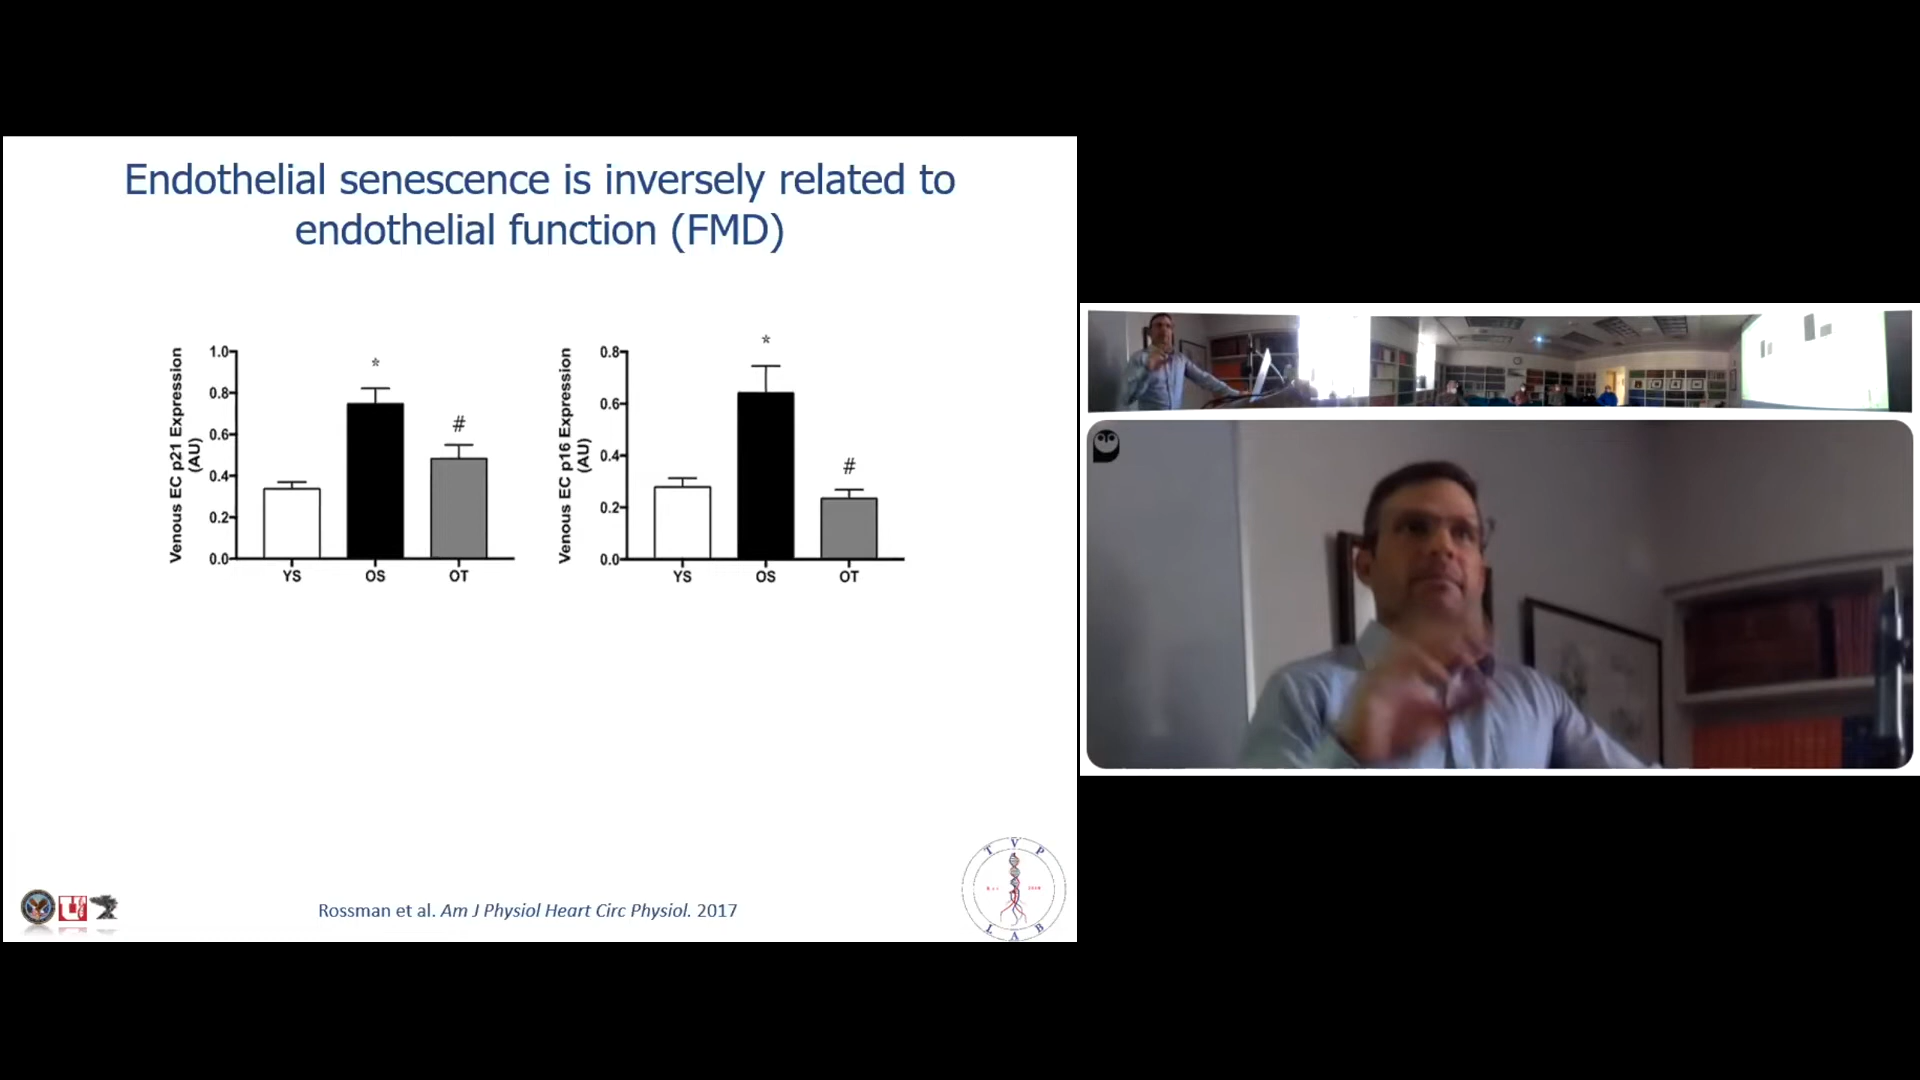 Endothelial senescence is inversely related to
endothelial function (FMD)
Venous EC p21 Expression
(AU)
1.0
0.8
0.6
0.4
0.2
0.0
*
#
YS OS OT
Venous EC p16 Expression
(AU)
0.8
0.6
0.4
0.2
0.0
*
#
YS OS OT
U
Rossman et al. Am J Physiol Heart Circ Physiol. 2017
TVP
LAB